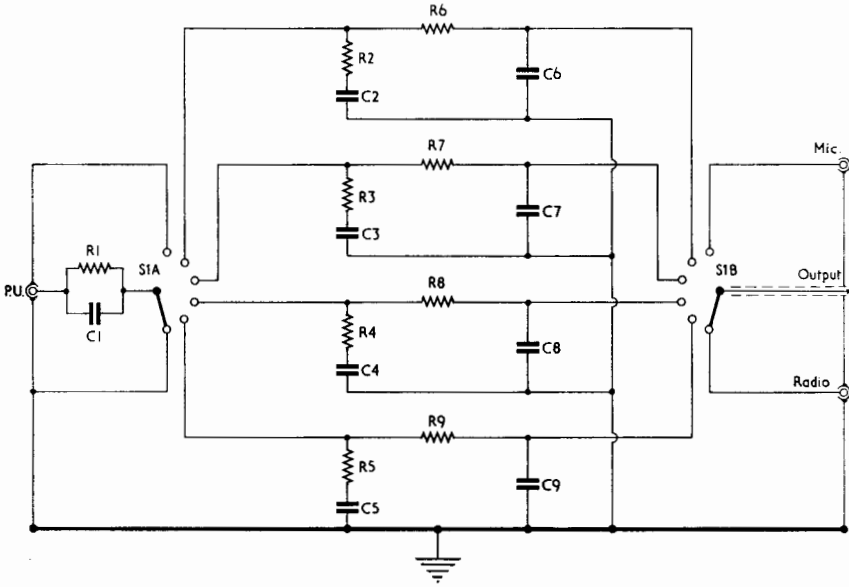 R6
R2
C2
C6
R7
Mic.
R3
C3
C7
R1
S1A
R8
S1B
Output
P.U.
C1
R4
C4
C8
Radio
R9
R5
C5
C9